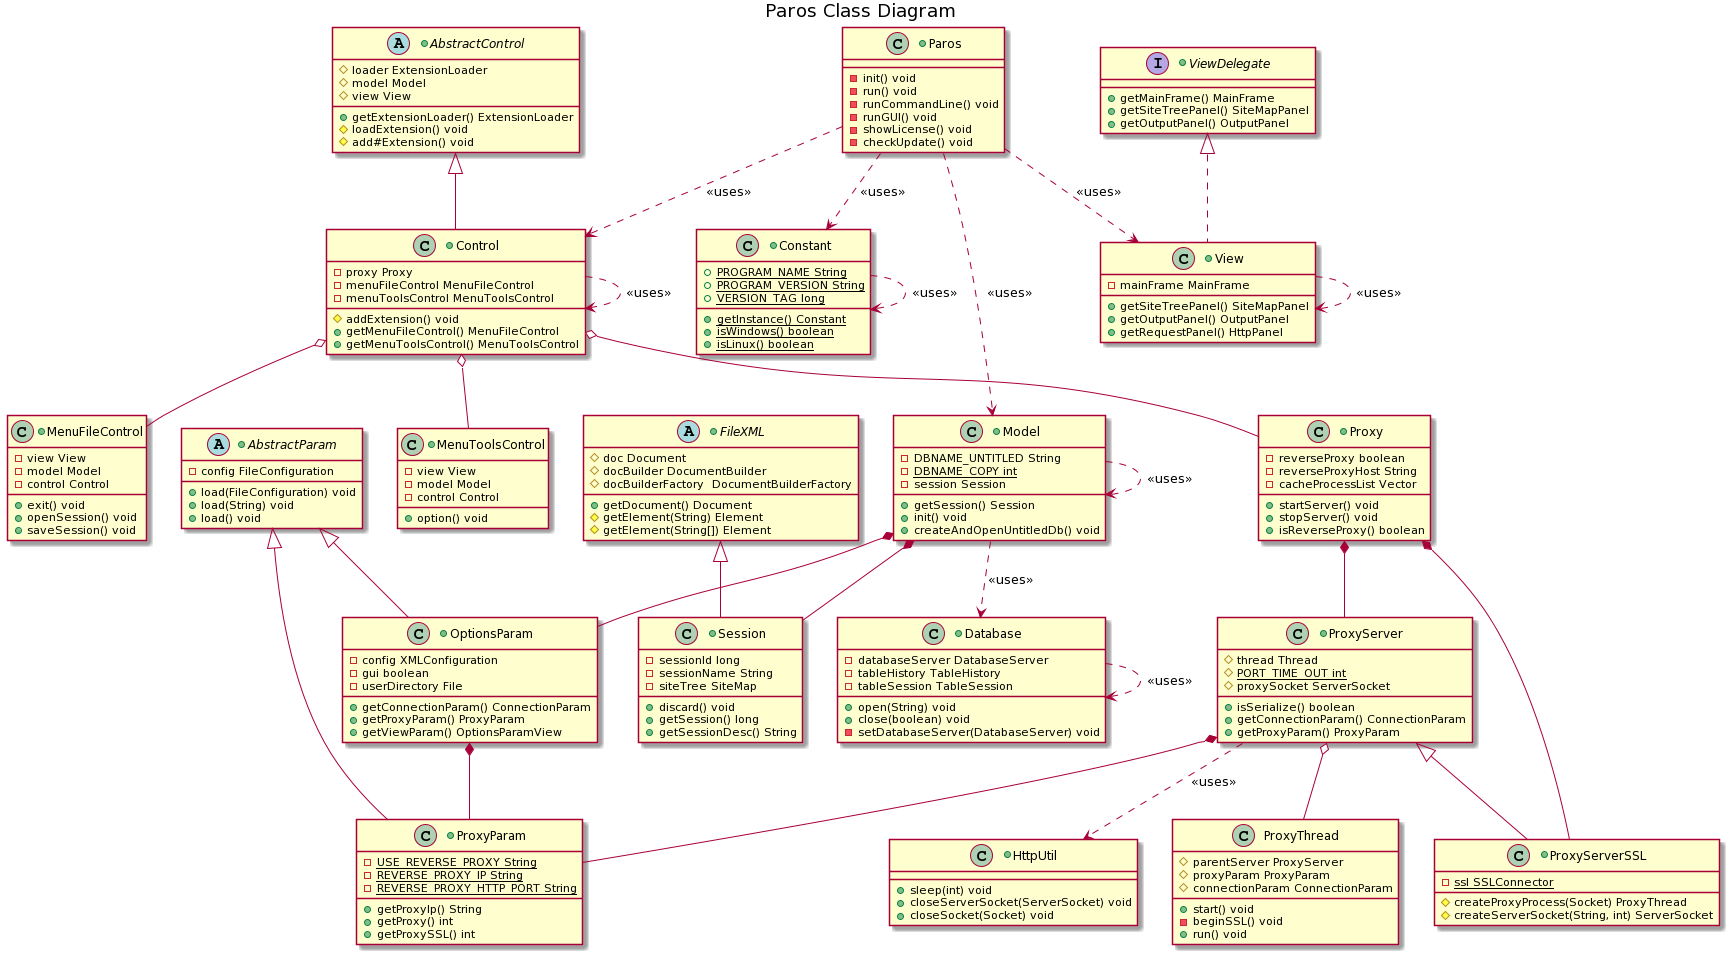 Paros Class Diagram
A AbstractControl
loader ExtensionLoader
model Model
view View
getExtensionLoader() ExtensionLoader
loadExtension() void
add#Extension() void
C Paros
init() void
run() void
runCommandLine() void
runGUI() void
showLicense() void
checkUpdate() void
I ViewDelegate
getMainFrame() MainFrame
getSiteTreePanel() SiteMapPanel
getOutputPanel() OutputPanel
«uses»
«uses»
«uses»
C Control
proxy Proxy
menuFileControl MenuFileControl
menuToolsControl MenuToolsControl
addExtension() void
getMenuFileControl() MenuFileControl
getMenuToolsControl() MenuToolsControl
«uses»
C Constant
PROGRAM_NAME String
PROGRAM_VERSION String
VERSION_TAG long
getInstance() Constant
isWindows() boolean
isLinux() boolean
«uses»
«uses»
C View
mainFrame MainFrame
getSiteTreePanel() SiteMapPanel
getOutputPanel() OutputPanel
getRequestPanel() HttpPanel
«uses»
C MenuFileControl
view View
model Model
control Control
exit() void
openSession() void
saveSession() void
A AbstractParam
config FileConfiguration
load(FileConfiguration) void
load(String) void
load() void
C MenuToolsControl
view View
model Model
control Control
option() void
A FileXML
doc Document
docBuilder DocumentBuilder
docBuilderFactory  DocumentBuilderFactory
getDocument() Document
getElement(String) Element
getElement(String[]) Element
C Model
DBNAME_UNTITLED String
DBNAME_COPY int
session Session
getSession() Session
init() void
createAndOpenUntitledDb() void
«uses»
C Proxy
reverseProxy boolean
reverseProxyHost String
cacheProcessList Vector
startServer() void
stopServer() void
isReverseProxy() boolean
«uses»
C OptionsParam
config XMLConfiguration
gui boolean
userDirectory File
getConnectionParam() ConnectionParam
getProxyParam() ProxyParam
getViewParam() OptionsParamView
C Session
sessionId long
sessionName String
siteTree SiteMap
discard() void
getSession() long
getSessionDesc() String
C Database
databaseServer DatabaseServer
tableHistory TableHistory
tableSession TableSession
open(String) void
close(boolean) void
setDatabaseServer(DatabaseServer) void
«uses»
C ProxyServer
thread Thread
PORT_TIME_OUT int
proxySocket ServerSocket
isSerialize() boolean
getConnectionParam() ConnectionParam
getProxyParam() ProxyParam
«uses»
C ProxyParam
USE_REVERSE_PROXY String
REVERSE_PROXY_IP String
REVERSE_PROXY_HTTP_PORT String
getProxyIp() String
getProxy() int
getProxySSL() int
C HttpUtil
sleep(int) void
closeServerSocket(ServerSocket) void
closeSocket(Socket) void
C ProxyThread
parentServer ProxyServer
proxyParam ProxyParam
connectionParam ConnectionParam
start() void
beginSSL() void
run() void
C ProxyServerSSL
ssl SSLConnector
createProxyProcess(Socket) ProxyThread
createServerSocket(String, int) ServerSocket